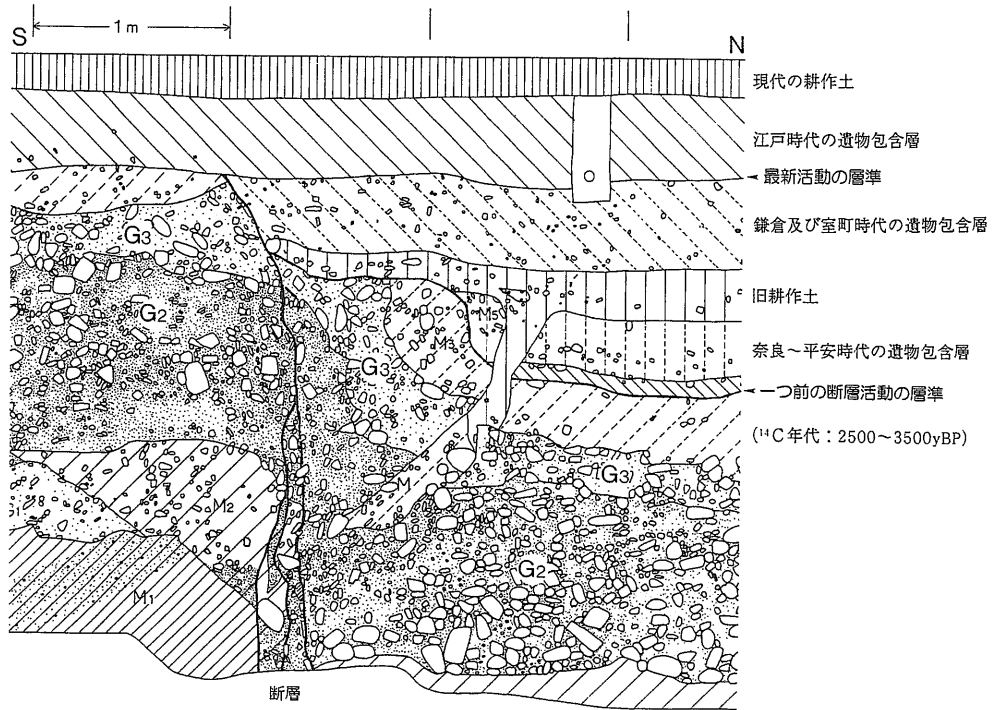 1m
S
N
現代の耕作土
江戸時代の遺物包含層
最新活動の層準
鎌倉及び室町時代の遺物包含層
旧耕作土
奈良〜平安時代の遺物包含層
一つ前の断層活動の層準
(¹⁴C年代：2500〜3500yBP)
G3
G2
M5
M3
G3
M
G3
M2
G1
G2
M1
断層